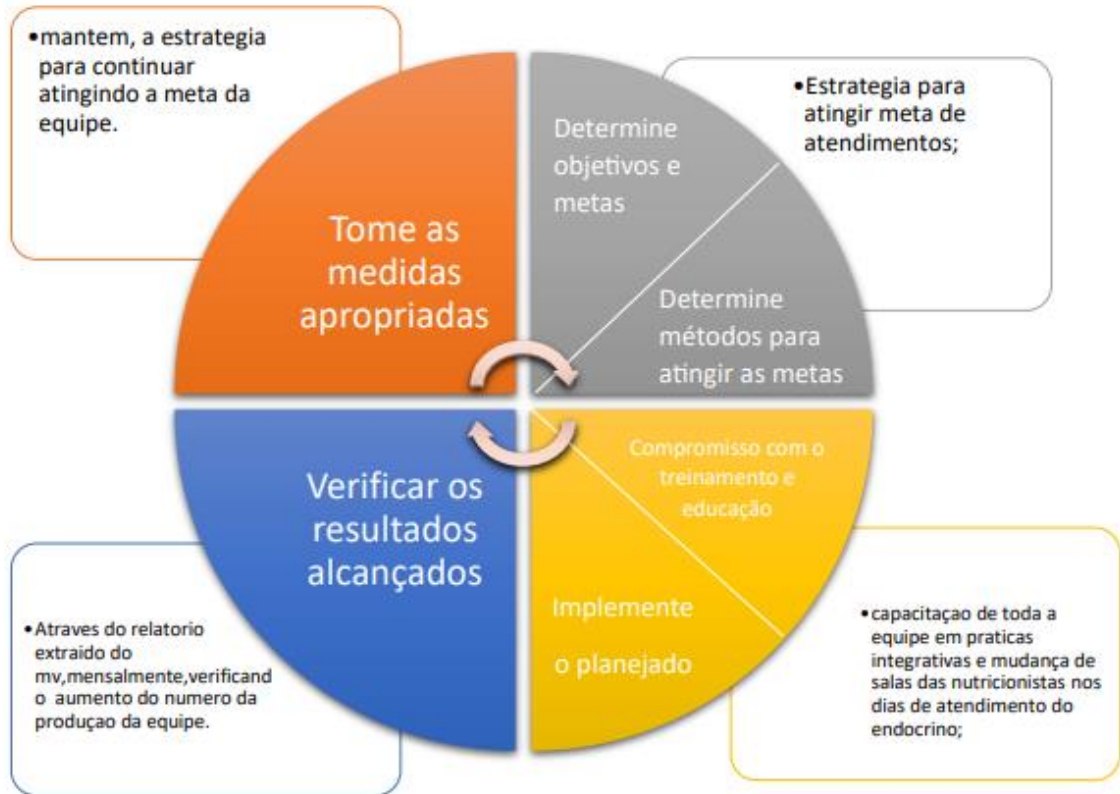 •mantem, a estrategia
para continuar
atingindo a meta da
equipe.
Tome as
medidas
apropriadas
Determine
objetivos e
metas
Determine
métodos para
atingir as metas
•Estrategia para
atingir meta de
atendimentos;
Verificar os
resultados
alcançados
Compromisso com o
treinamento e
educação
Implemente
o planejado
•Atraves do relatorio
extraido do
mv,mensalmente,verificand
o aumento do numero da
produçao da equipe.
•capacitaçao de toda a
equipe em praticas
integrativas e mudança de
salas das nutricionistas nos
dias de atendimento do
endocrino;